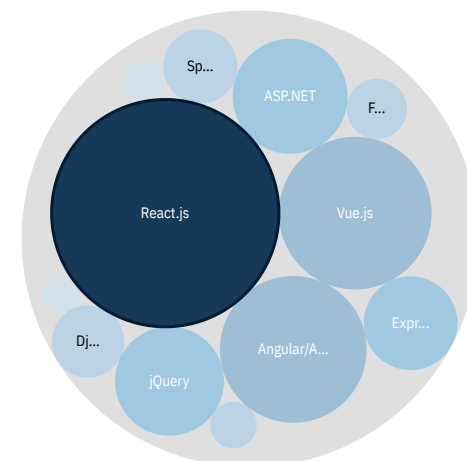 Sp...
ASP.NET
F...
React.js
Vue.js
Expr...
Dj...
Angular/A...
jQuery